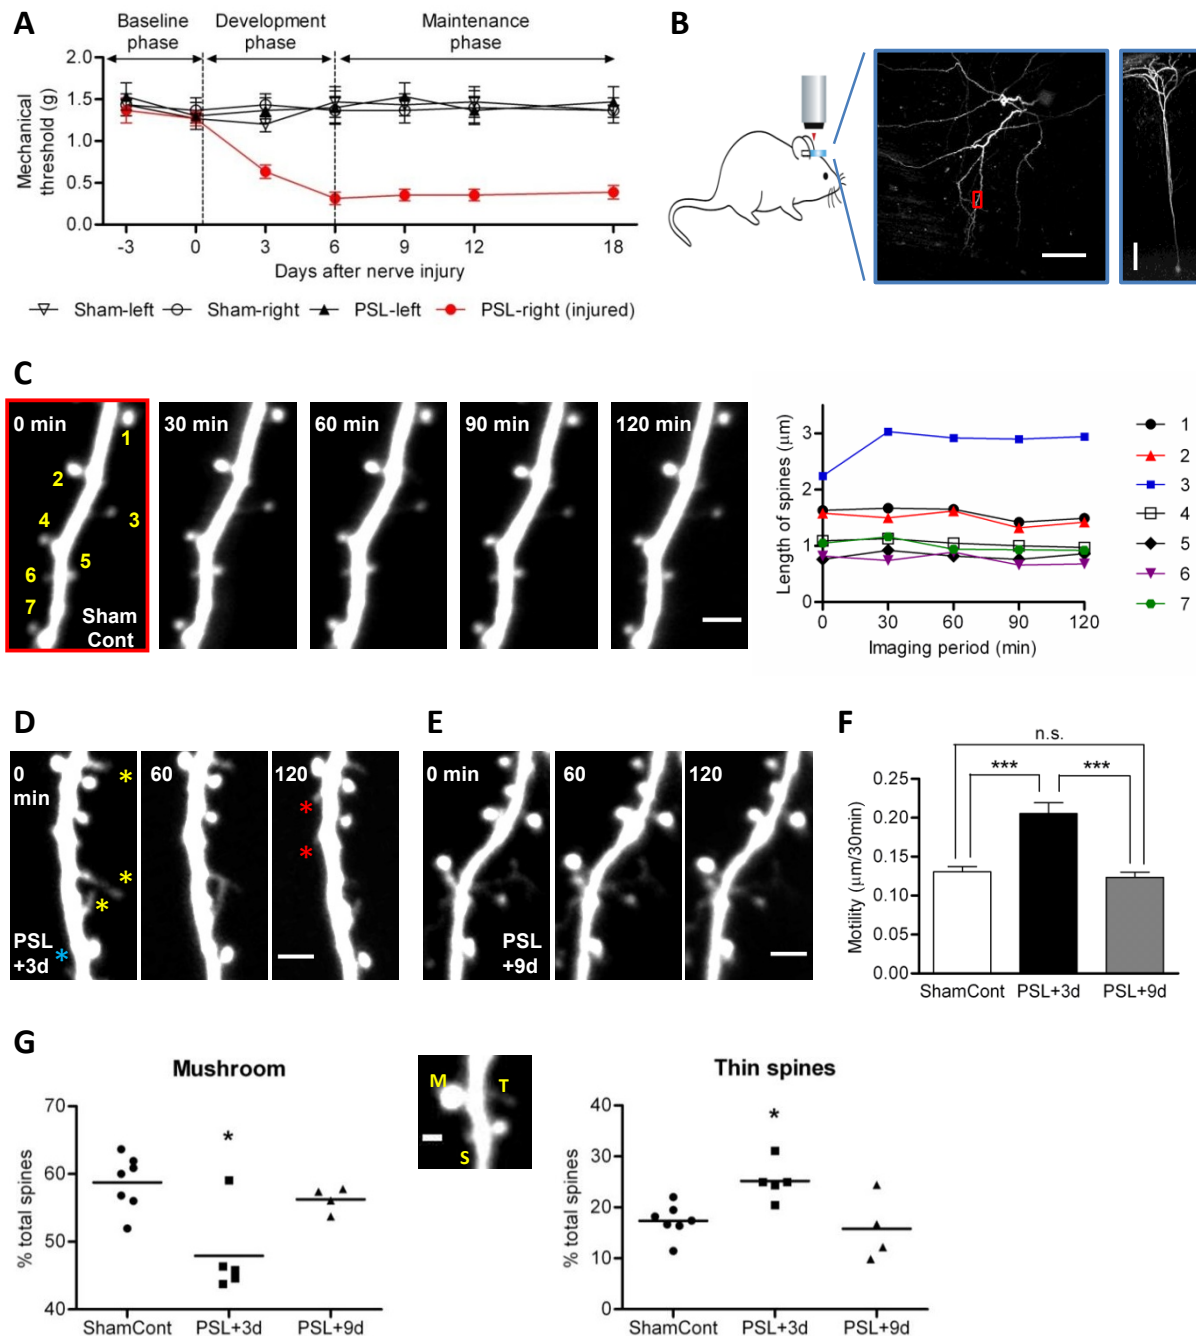 A
Baseline phase
Development phase
Maintenance phase
Mechanical threshold (g)
2.0
1.5
1.0
0.5
0.0
-3 0 3 6 9 12 18
Days after nerve injury
Sham-left Sham-right PSL-left PSL-right (injured)
B
C
0 min 30 min 60 min 90 min 120 min
1
2
3
4
5
6
7
Sham
Cont
Length of spines (μm)
3
2
1
0
0 30 60 90 120
Imaging period (min)
1
2
3
4
5
6
7
D
0
min
60
120
*
*
*
*
*
*
PSL
+3d
E
0 min 60 120
PSL
+9d
F
n.s.
*** ***
Motility (μm/30min)
0.25
0.20
0.15
0.10
0.05
0.00
ShamCont PSL+3d PSL+9d
G
Mushroom
% total spines
70
60
50
40
*
ShamCont PSL+3d PSL+9d
M T
S
Thin spines
% total spines
40
30
20
10
0
*
ShamCont PSL+3d PSL+9d